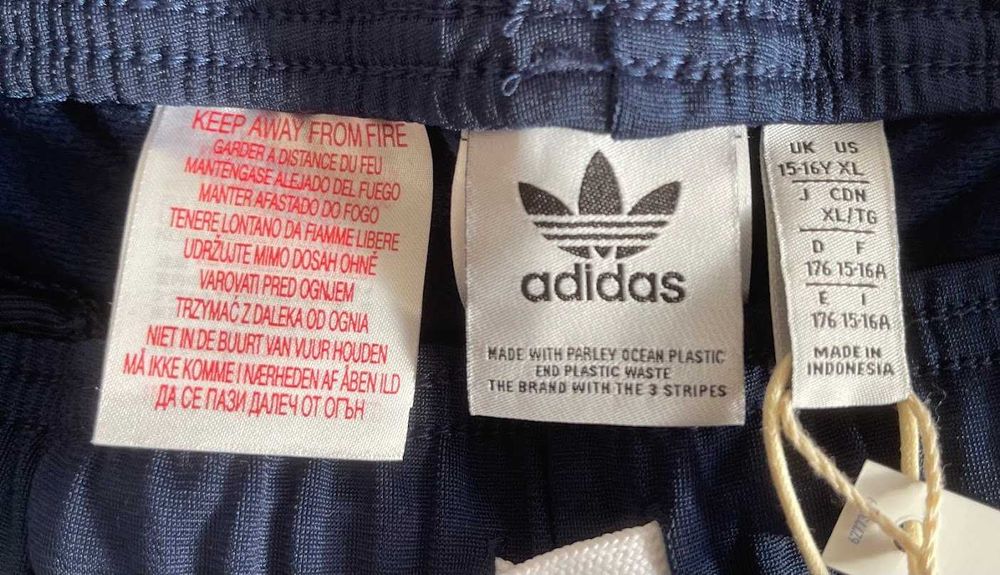 KEEP AWAY FROM FIRE
GARDER A DISTANCE DU FEU
MANTÉNGASE ALEJADO DEL FUEGO
MANTER AFASTADO DO FOGO
TENERE LONTANO DA FIAMME LIBERE
UDRŽUJTE MIMO DOSAH OHNĚ
VAROVATI PRED OGNJEM
TRZYMAĆ Z DALEKA OD OGNIA
NIET IN DE BUURT VAN VUUR HOUDEN
MÅ IKKE KOMME I NÆRHEDEN AF ÅBEN ILD
ДА СЕ ПАЗИ ДАЛЕЧ ОТ ОГЪН
adidas
MADE WITH PARLEY OCEAN PLASTIC
END PLASTIC WASTE
THE BRAND WITH THE 3 STRIPES
UK US
15-16Y XL
J CDN
XL/TG
D F
176 15-16A
E I
176 15-16A
MADE IN
INDONESIA